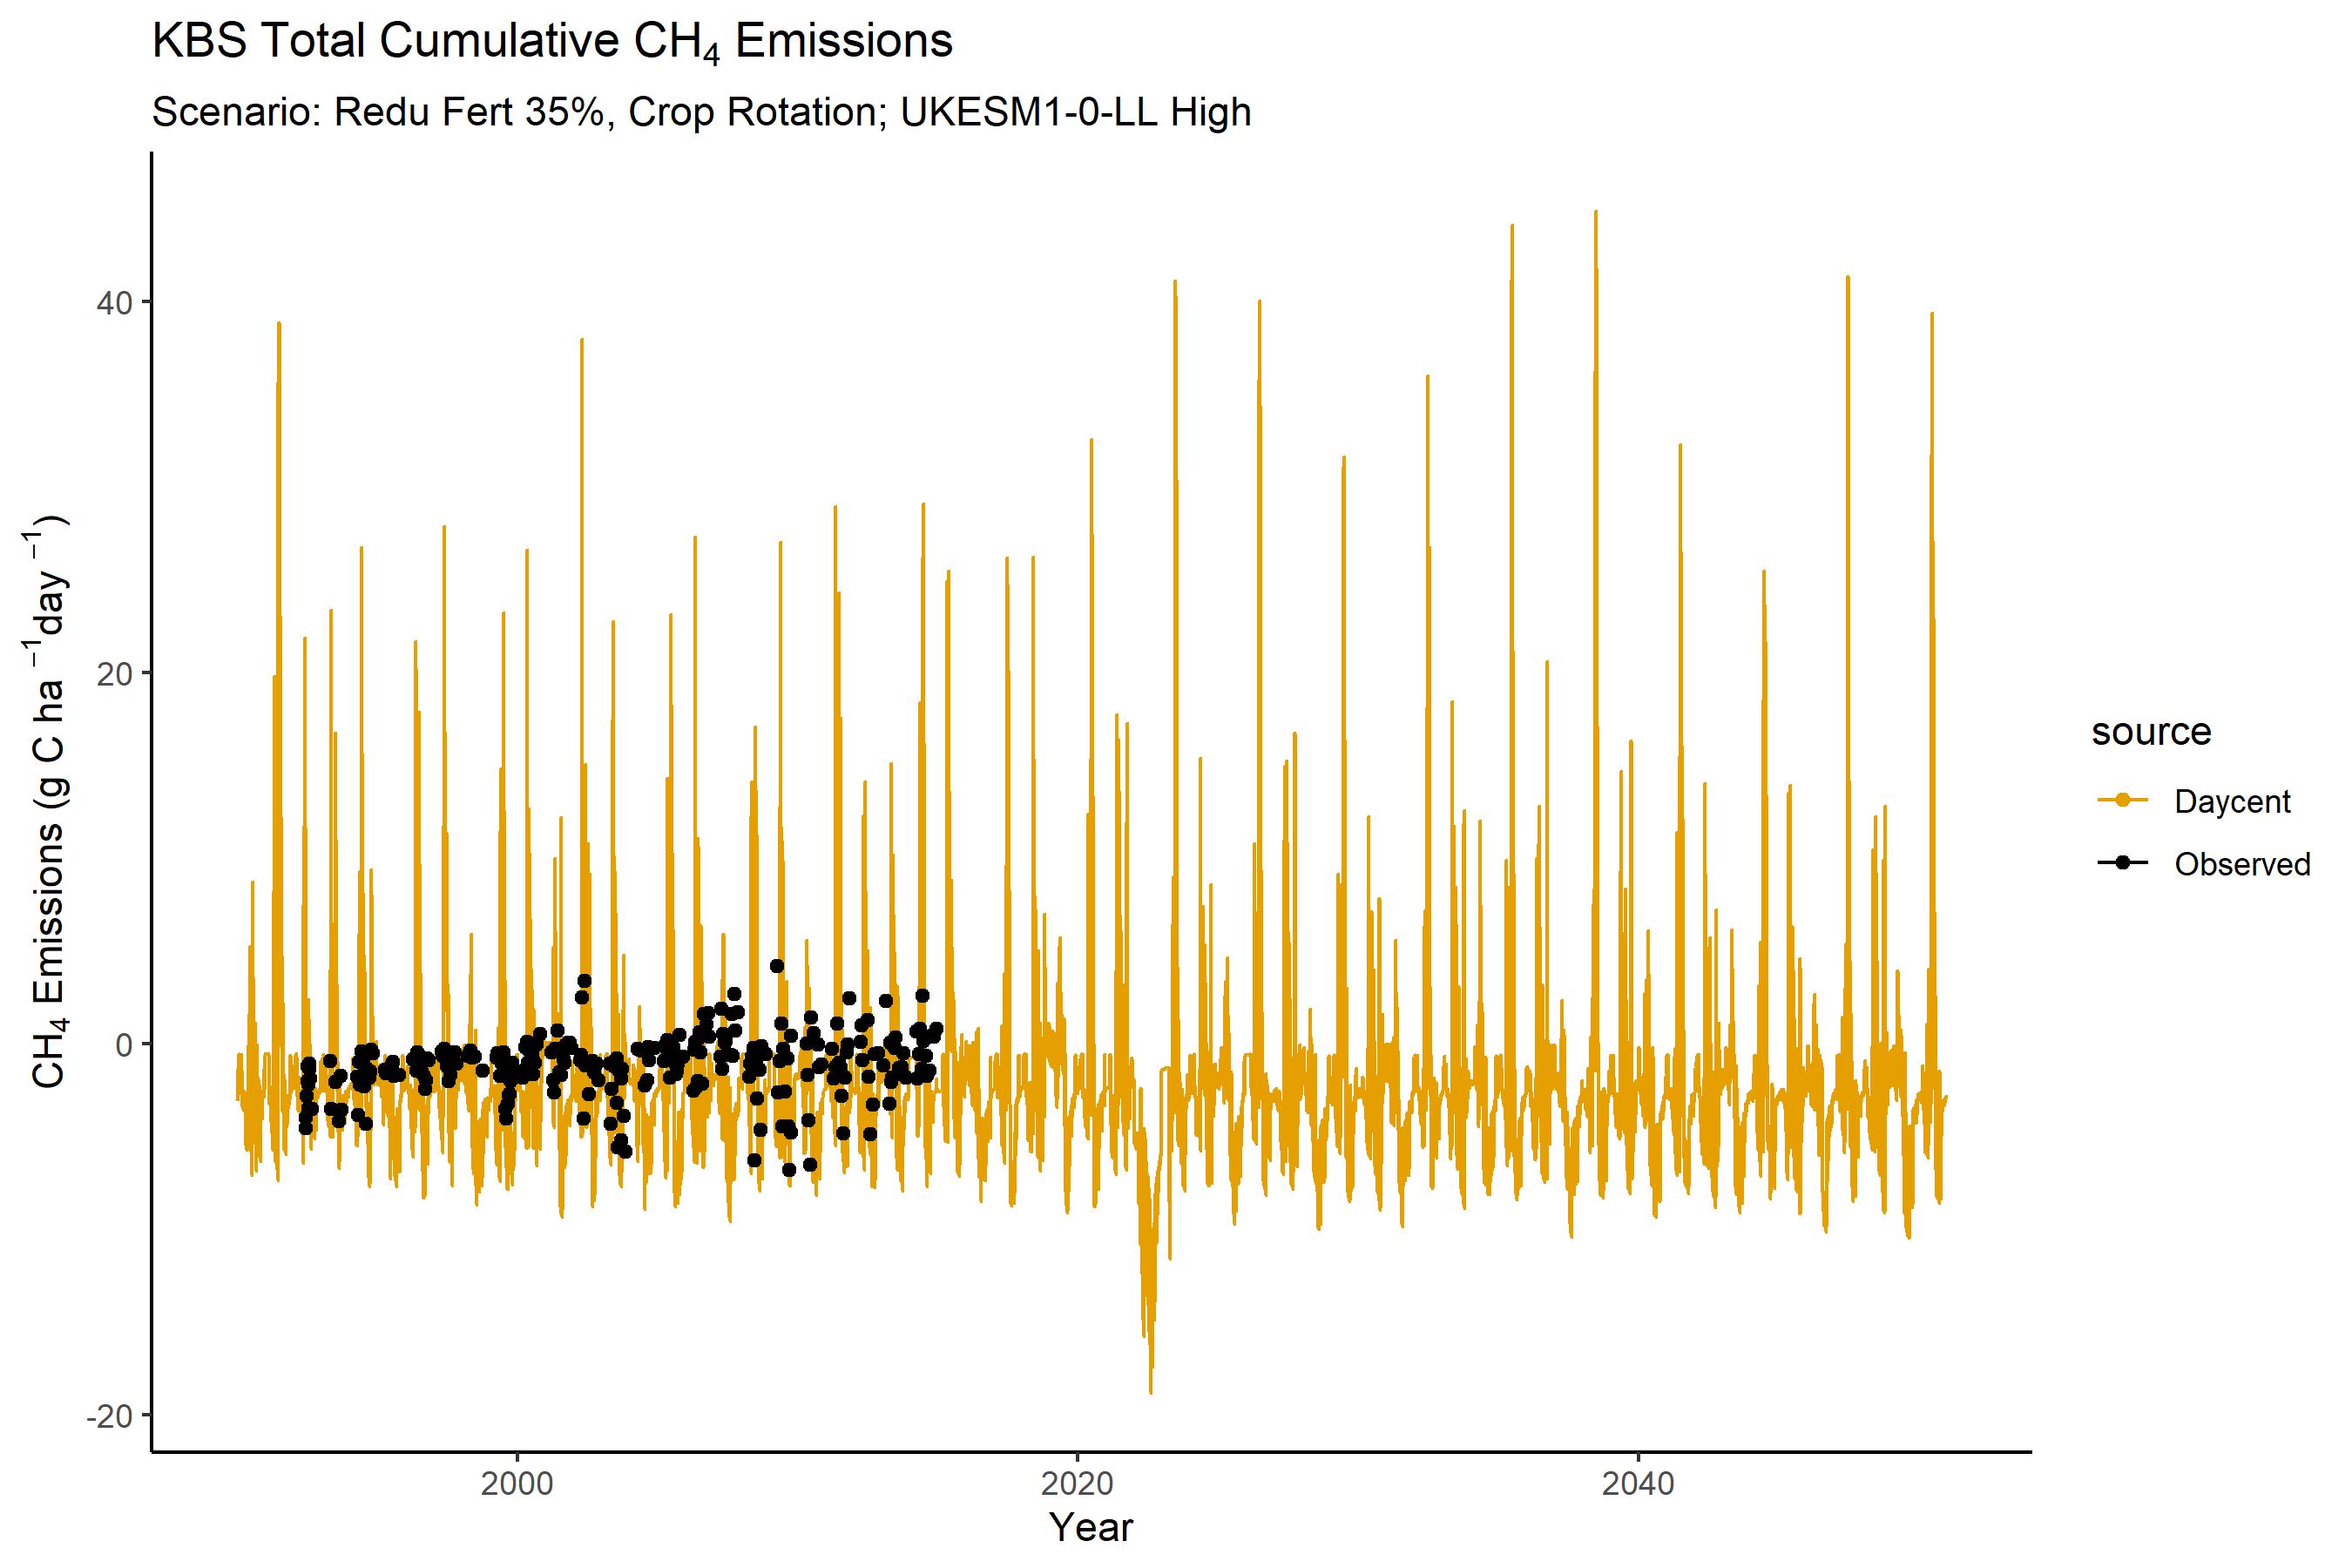 KBS Total Cumulative CH₄ Emissions
Scenario: Redu Fert 35%, Crop Rotation; UKESM1-0-LL High
CH₄ Emissions (g C ha ⁻¹day ⁻¹)
40
20
0
-20
2000
2020
2040
Year
source
Daycent
Observed